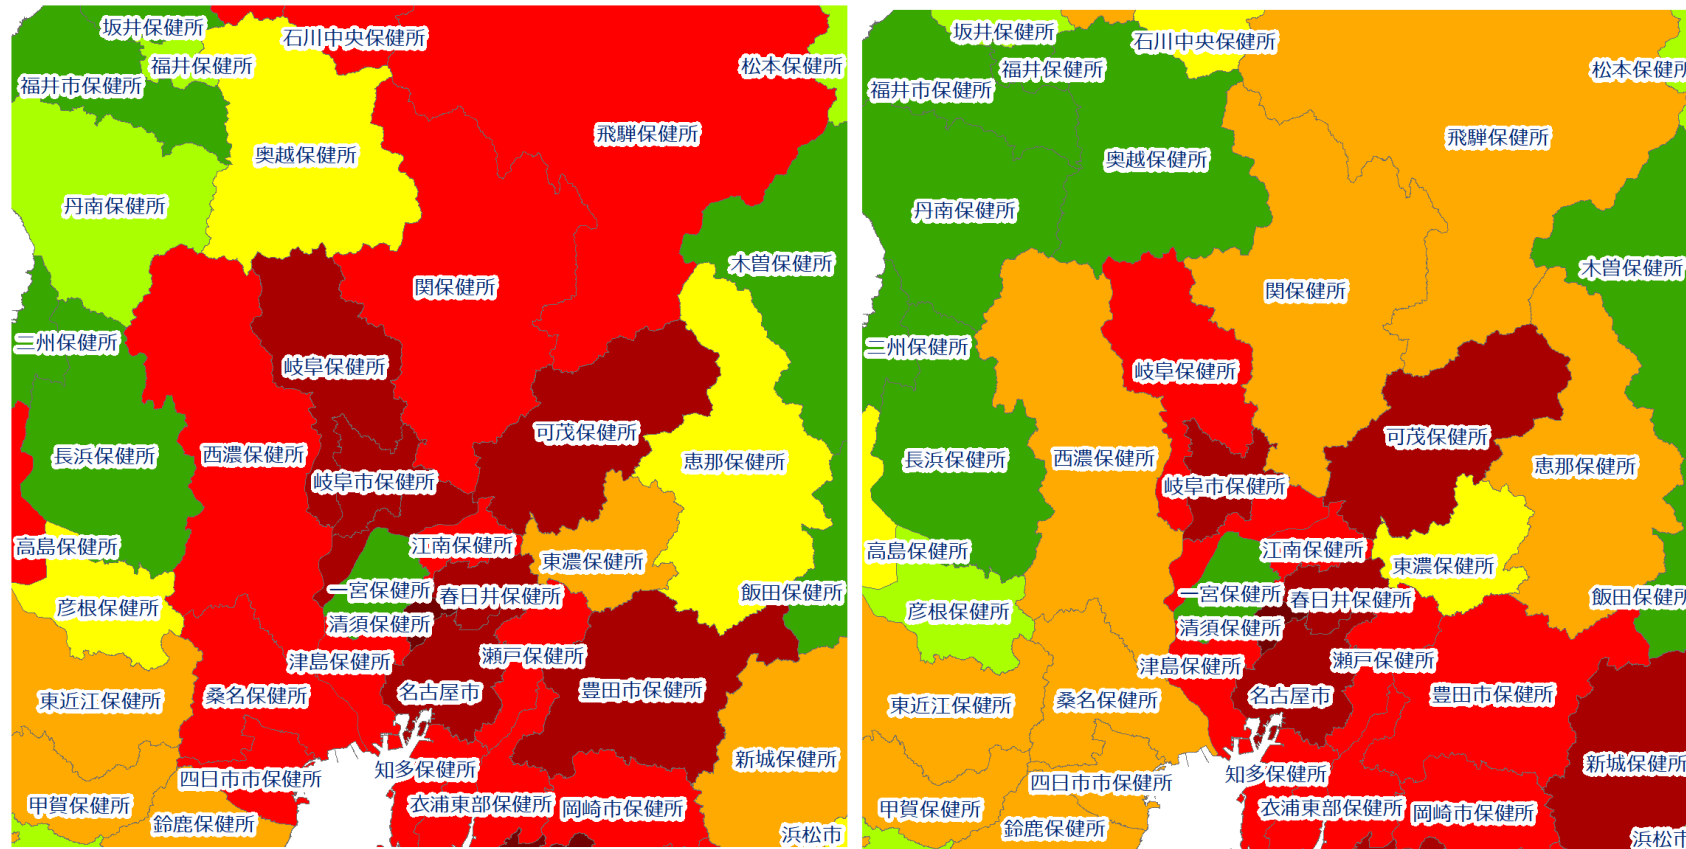 坂井保健所
石川中央保健所
福井保健所
松本保健所
福井市保健所
飛騨保健所
奥越保健所
丹南保健所
木曽保健所
関保健所
二州保健所
岐阜保健所
可茂保健所
長浜保健所
西濃保健所
恵那保健所
岐阜市保健所
高島保健所
江南保健所
東濃保健所
一宮保健所
春日井保健所
飯田保健所
彦根保健所
清須保健所
瀬戸保健所
津島保健所
東近江保健所
桑名保健所
名古屋市
豊田市保健所
新城保健所
知多保健所
四日市市保健所
甲賀保健所
衣浦東部保健所
岡崎市保健所
鈴鹿保健所
浜松市
坂井保健所
石川中央保健所
福井保健所
松本保健所
福井市保健所
飛騨保健所
奥越保健所
丹南保健所
木曽保健所
関保健所
二州保健所
岐阜保健所
可茂保健所
長浜保健所
西濃保健所
恵那保健所
岐阜市保健所
高島保健所
江南保健所
東濃保健所
一宮保健所
春日井保健所
飯田保健所
彦根保健所
清須保健所
瀬戸保健所
津島保健所
東近江保健所
桑名保健所
名古屋市
豊田市保健所
新城保健所
知多保健所
四日市市保健所
甲賀保健所
衣浦東部保健所
岡崎市保健所
鈴鹿保健所
浜松市